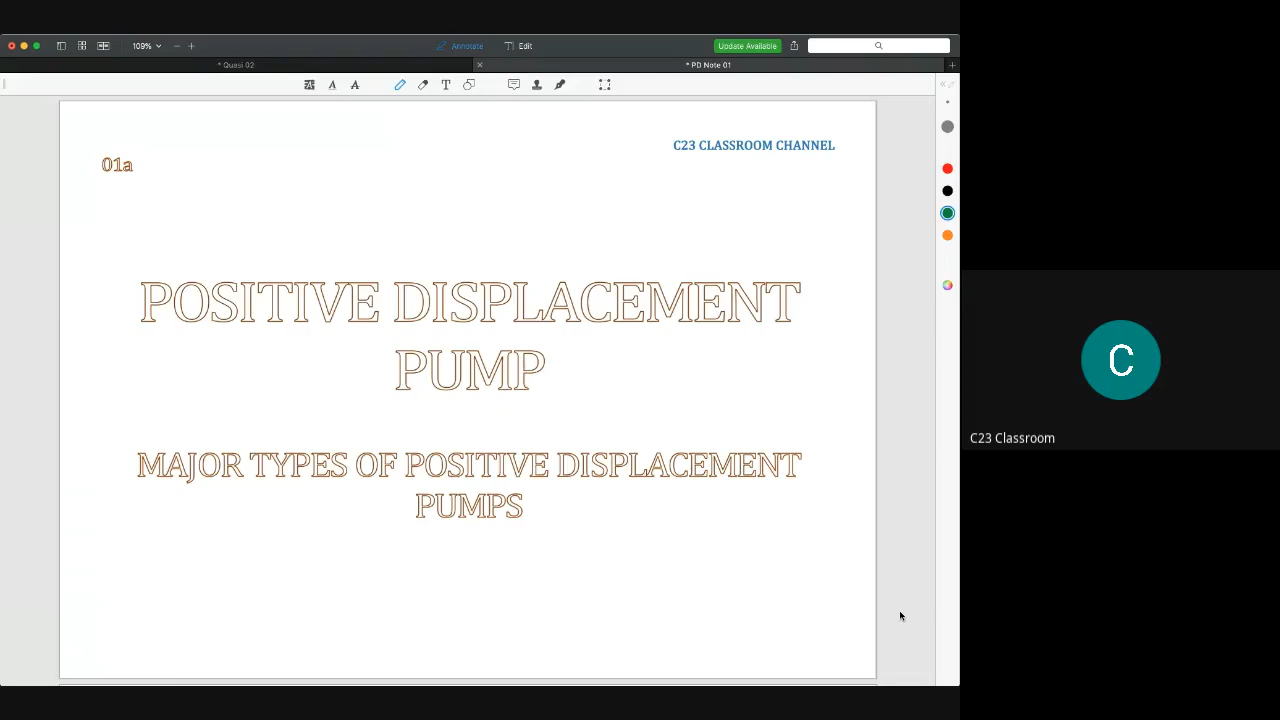 109%
Annotate
Edit
Update Available
* Quasi 02
* PD Note 01
C23 CLASSROOM CHANNEL
01a
POSITIVE DISPLACEMENT
PUMP
MAJOR TYPES OF POSITIVE DISPLACEMENT
PUMPS
C
C23 Classroom